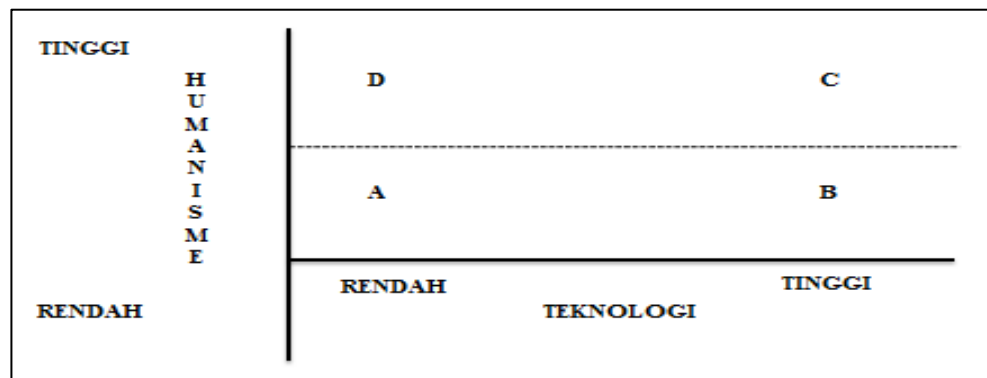 TINGGI
H
U
M
A
N
I
S
M
E
D C
A B
RENDAH TINGGI
RENDAH TEKNOLOGI